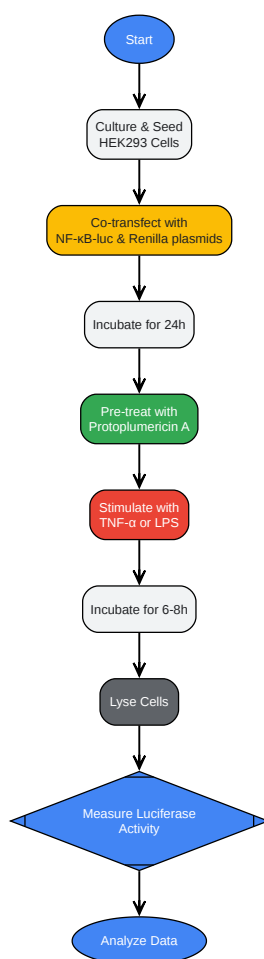 Start
Culture & Seed
HEK293 Cells
Co-transfect with
NF-κB-luc & Renilla plasmids
Incubate for 24h
Pre-treat with
Protoplumericin A
Stimulate with
TNF-α or LPS
Incubate for 6-8h
Lyse Cells
Measure Luciferase
Activity
Analyze Data